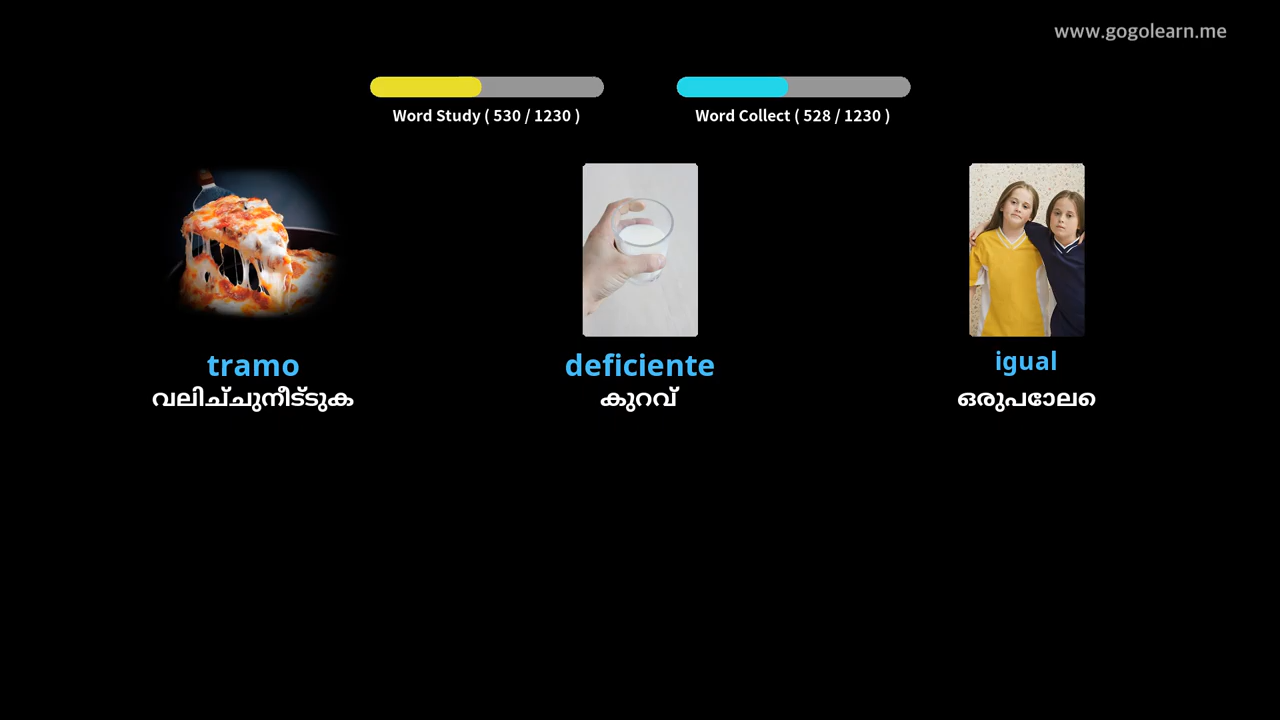 www.gogolearn.me
Word Study ( 530 / 1230 )
Word Collect ( 528 / 1230 )
tramo
deficiente
igual
വലിച്ചുനീട്ടുക
കുറവ്
ഒരുപോലെ